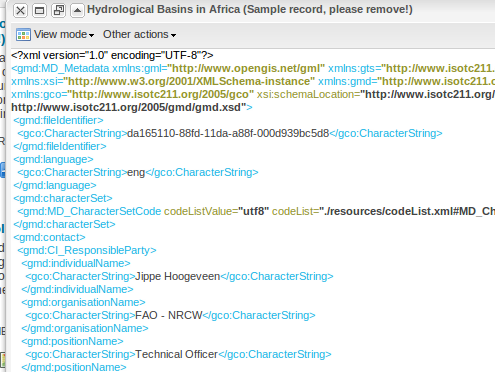 Hydrological Basins in Africa (Sample record, please remove!)
View mode Other actions
<?xml version="1.0" encoding="UTF-8"?>
<gmd:MD_Metadata xmlns:gml="http://www.opengis.net/gml" xmlns:gts="http://www.isotc211.
xmlns:xsi="http://www.w3.org/2001/XMLSchema-instance" xmlns:gmd="http://www.isotc211.
xmlns:gco="http://www.isotc211.org/2005/gco" xsi:schemaLocation="http://www.isotc211.org/
http://www.isotc211.org/2005/gmd/gmd.xsd">
<gmd:fileIdentifier>
<gco:CharacterString>da165110-88fd-11da-a88f-000d939bc5d8</gco:CharacterString>
</gmd:fileIdentifier>
<gmd:language>
<gco:CharacterString>eng</gco:CharacterString>
</gmd:language>
<gmd:characterSet>
<gmd:MD_CharacterSetCode codeListValue="utf8" codeList="./resources/codeList.xml#MD_Ch
</gmd:characterSet>
<gmd:contact>
<gmd:CI_ResponsibleParty>
<gmd:individualName>
<gco:CharacterString>Jippe Hoogeveen</gco:CharacterString>
</gmd:individualName>
<gmd:organisationName>
<gco:CharacterString>FAO - NRCW</gco:CharacterString>
</gmd:organisationName>
<gmd:positionName>
<gco:CharacterString>Technical Officer</gco:CharacterString>
</gmd:positionName>